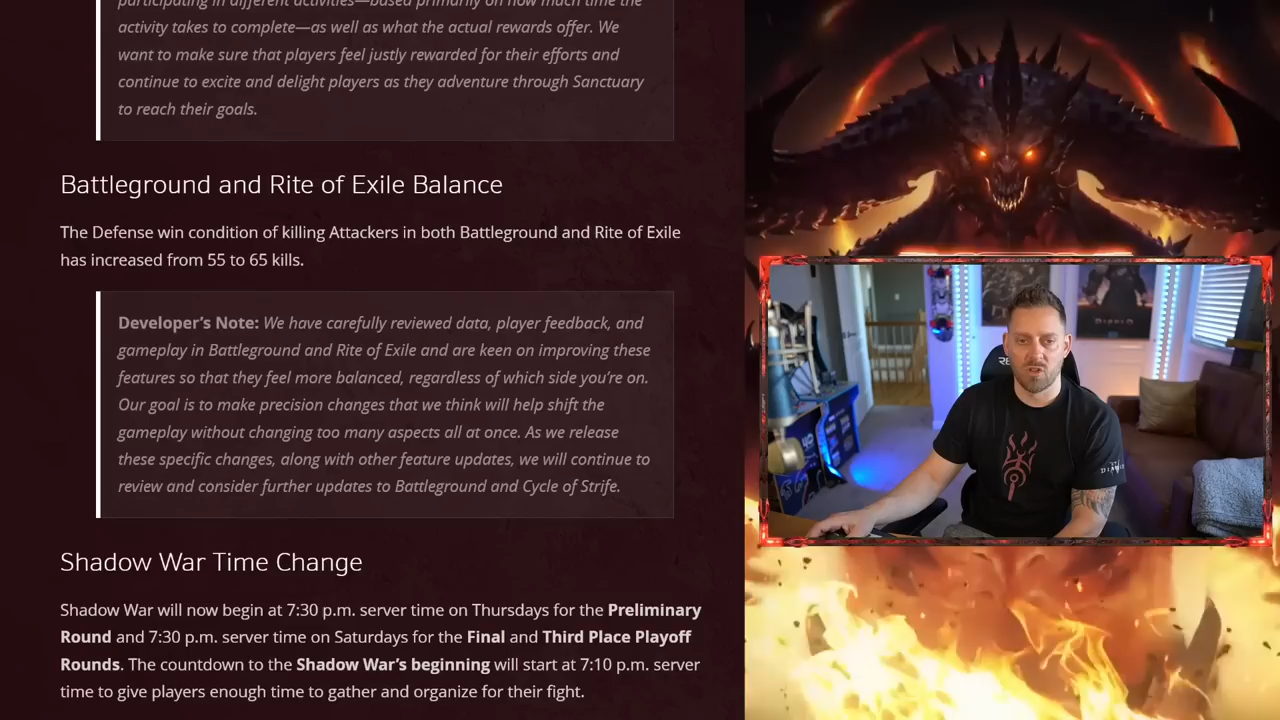 participating in different activities—based primarily on how much time the
activity takes to complete—as well as what the actual rewards offer. We
want to make sure that players feel justly rewarded for their efforts and
continue to excite and delight players as they adventure through Sanctuary
to reach their goals.
Battleground and Rite of Exile Balance
The Defense win condition of killing Attackers in both Battleground and Rite of Exile
has increased from 55 to 65 kills.
Developer’s Note: We have carefully reviewed data, player feedback, and
gameplay in Battleground and Rite of Exile and are keen on improving these
features so that they feel more balanced, regardless of which side you’re on.
Our goal is to make precision changes that we think will help shift the
gameplay without changing too many aspects all at once. As we release
these specific changes, along with other feature updates, we will continue to
review and consider further updates to Battleground and Cycle of Strife.
Shadow War Time Change
Shadow War will now begin at 7:30 p.m. server time on Thursdays for the Preliminary
Round and 7:30 p.m. server time on Saturdays for the Final and Third Place Playoff
Rounds. The countdown to the Shadow War’s beginning will start at 7:10 p.m. server
time to give players enough time to gather and organize for their fight.
DIABLO